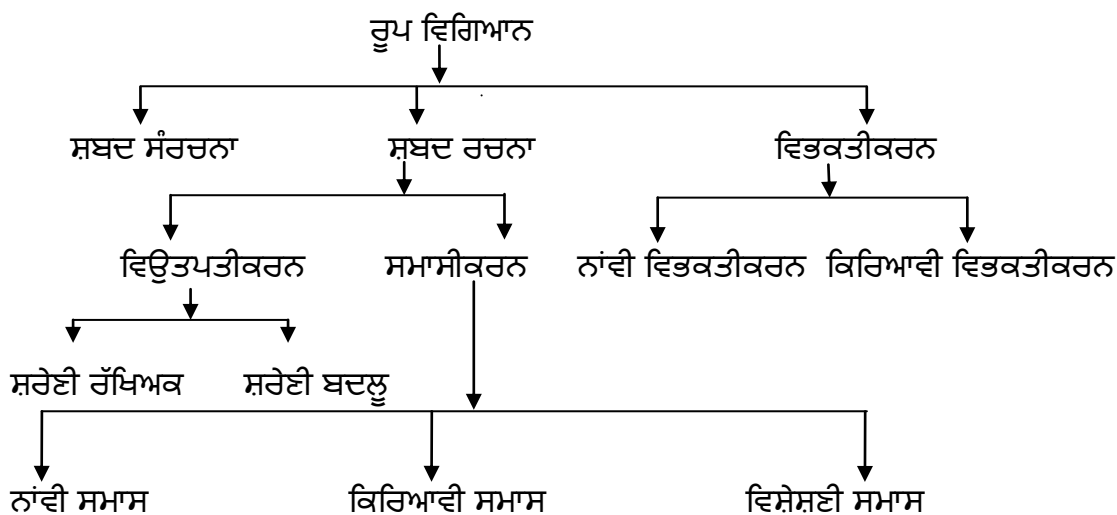 ਰੂਪ ਵਿਗਿਆਨ
ਸ਼ਬਦ ਸੰਰਚਨਾ ਸ਼ਬਦ ਰਚਨਾ ਵਿਭਕਤੀਕਰਨ
ਵਿਉਤਪਤੀਕਰਨ ਸਮਾਸੀਕਰਨ ਨਾਂਵੀ ਵਿਭਕਤੀਕਰਨ ਕਿਰਿਆਵੀ ਵਿਭਕਤੀਕਰਨ
ਸ਼ਰੇਣੀ ਰੱਖਿਅਕ ਸ਼ਰੇਣੀ ਬਦਲੂ
ਨਾਂਵੀ ਸਮਾਸ ਕਿਰਿਆਵੀ ਸਮਾਸ ਵਿਸ਼ੇਸ਼ਣੀ ਸਮਾਸ